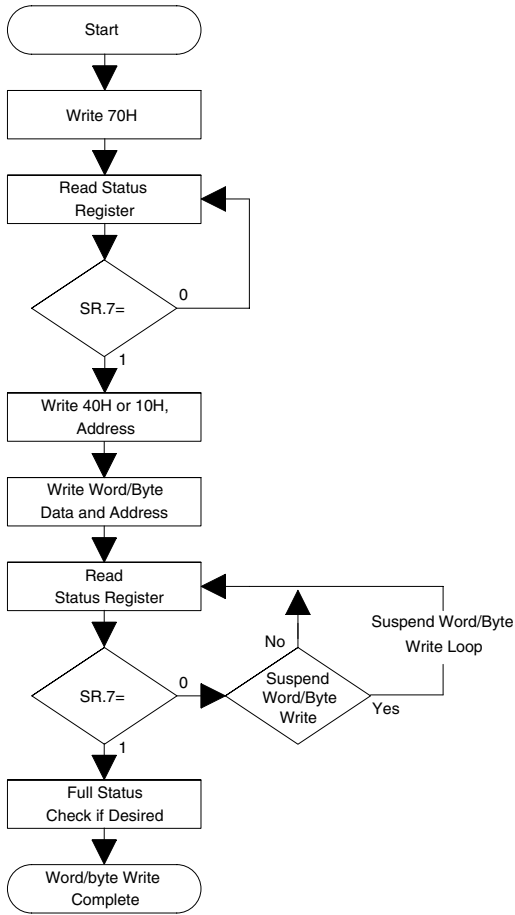 Start
Write 70H
Read Status
Register
SR.7=
0
1
Write 40H or 10H,
Address
Write Word/Byte
Data and Address
Read
Status Register
Suspend Word/Byte
Write Loop
No
SR.7=
0
Suspend
Word/Byte
Write
Yes
1
Full Status
Check if Desired
Word/byte Write
Complete